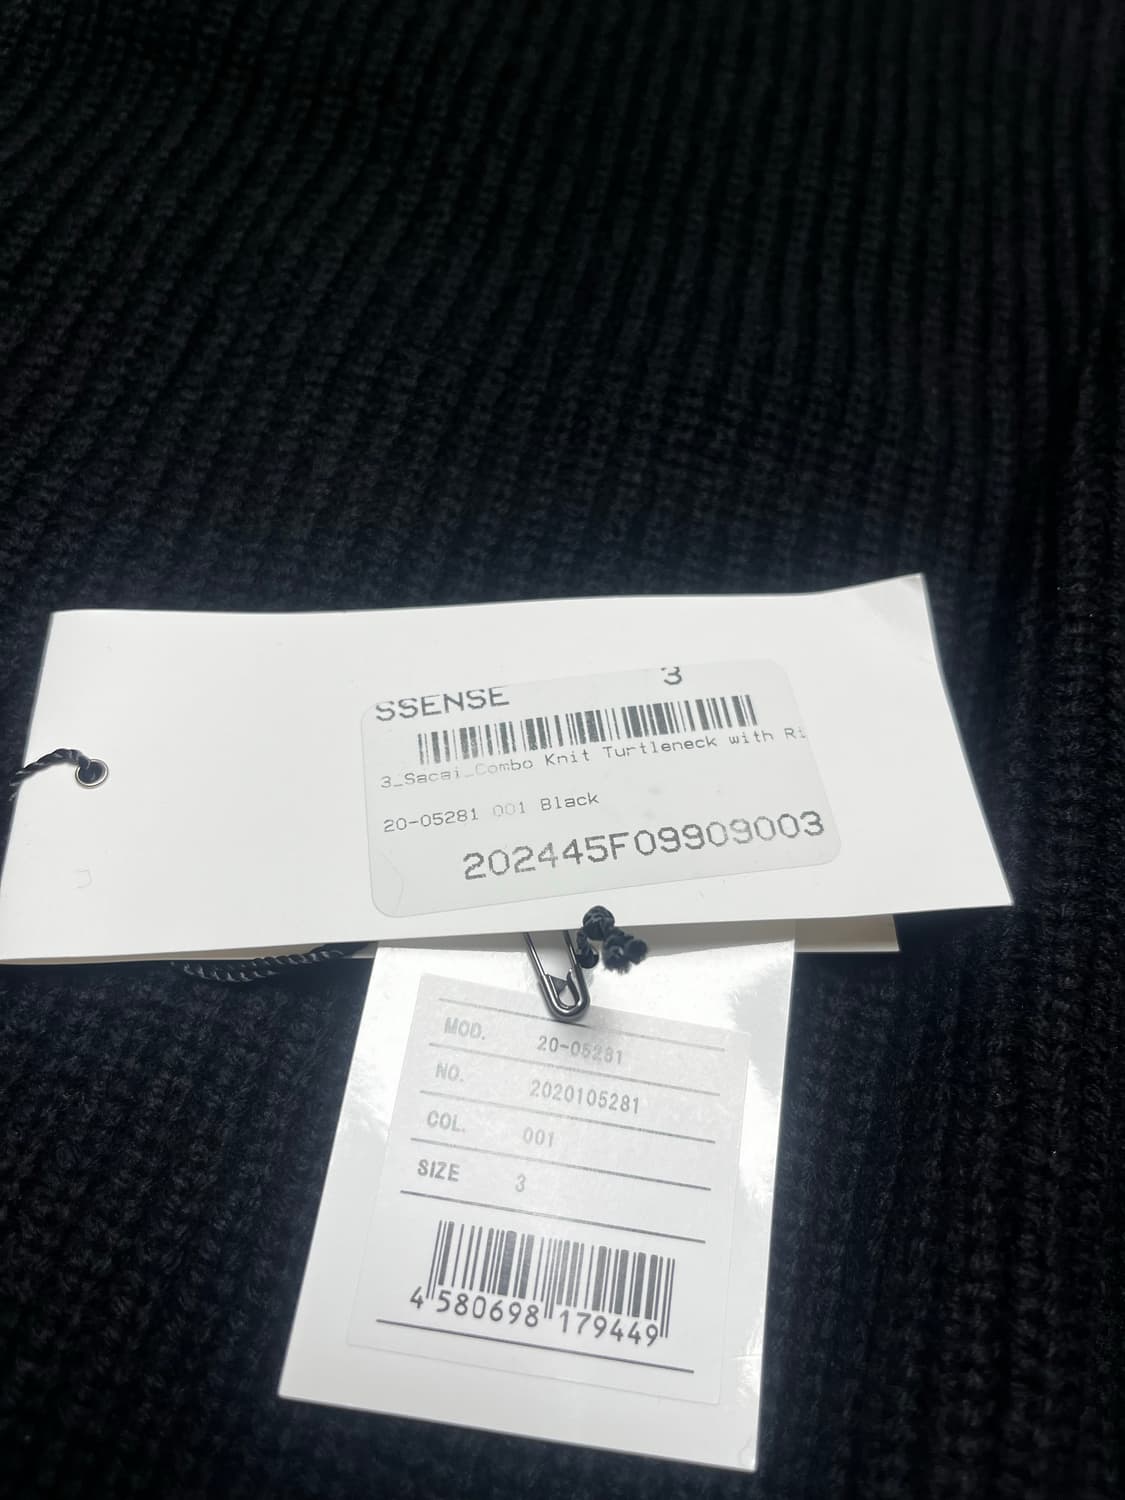 SSENSE 3
3_Sacai_Combo Knit Turtleneck with Ri
20-05281 001 Black
202445F09909003
MOD. 20-05281
NO. 2020105281
COL. 001
SIZE 3
4 580698 179449